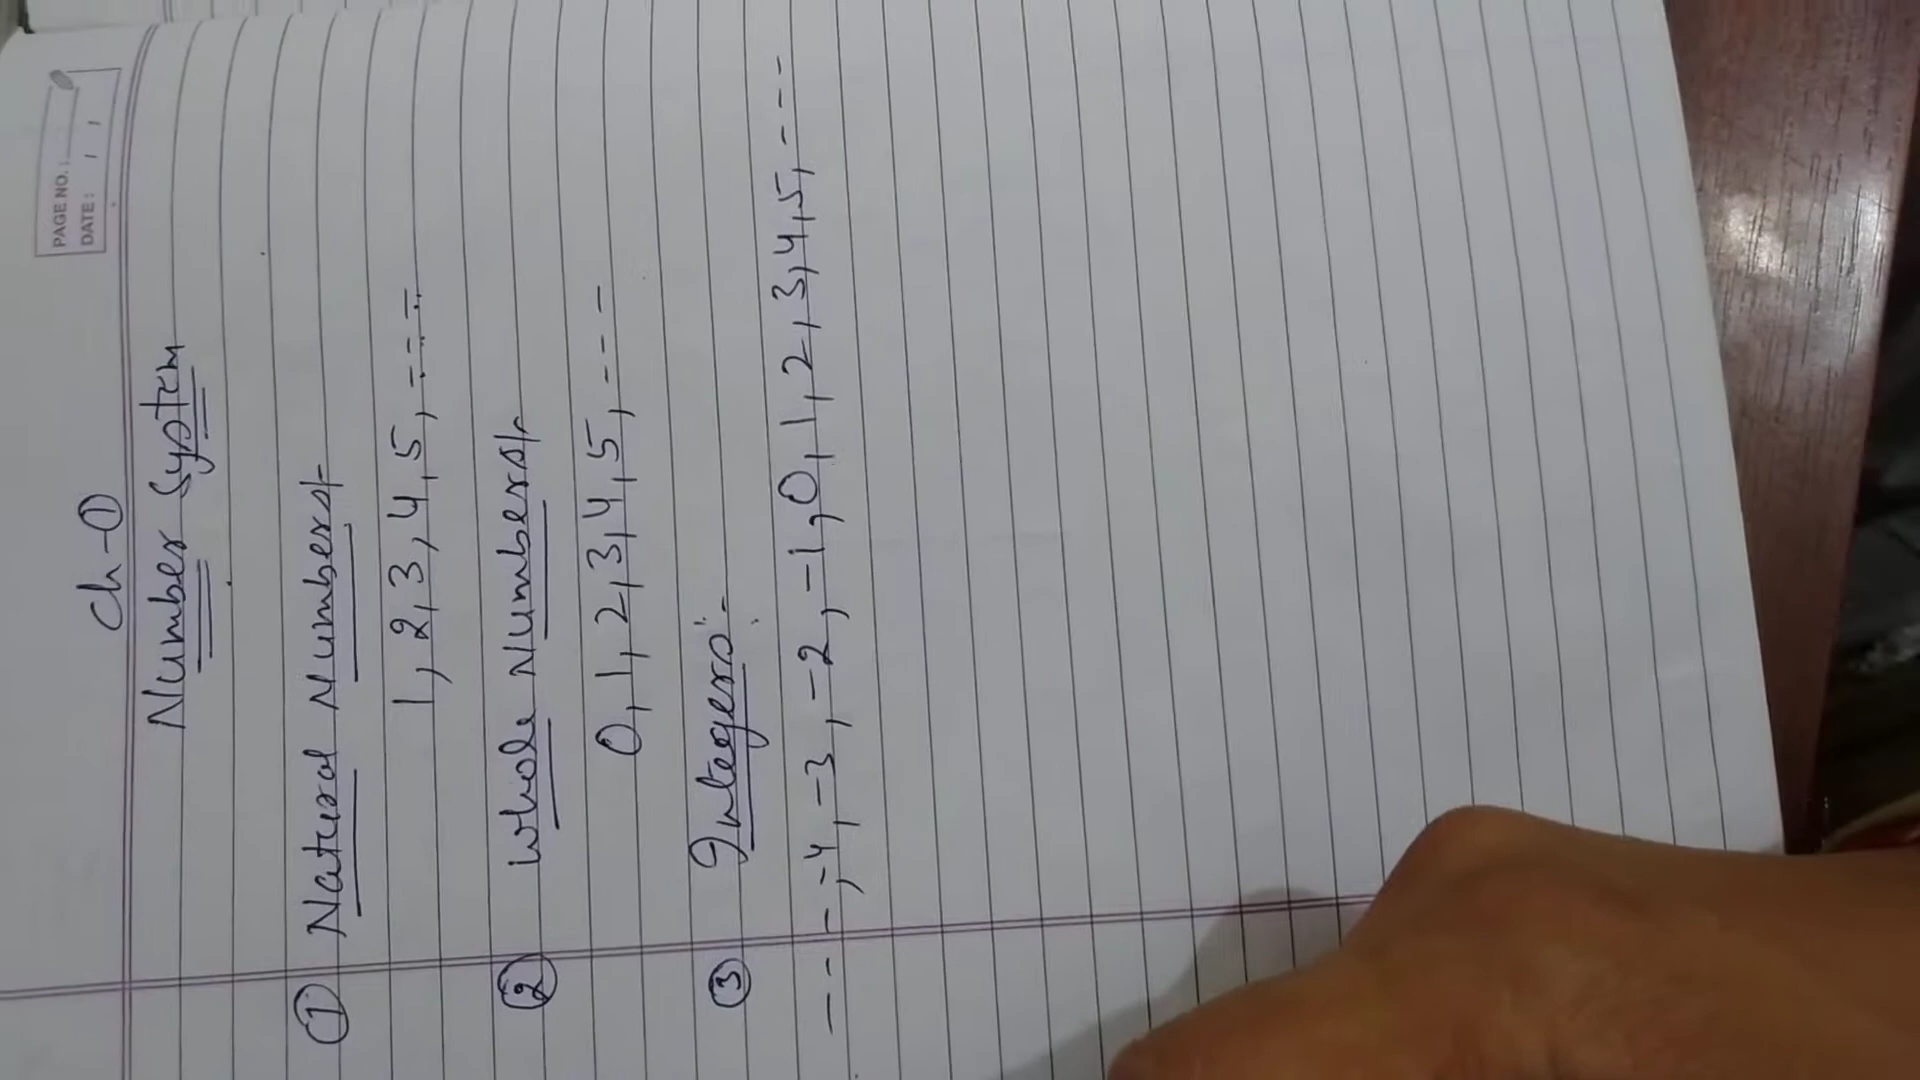 PAGE NO. :
DATE : / /
Ch-①
Number System
① Natural Numbers:-
1, 2, 3, 4, 5, ----
② Whole Numbers:-
0, 1, 2, 3, 4, 5, ---
③ Integers:-
----, -4, -3, -2, -1, 0, 1, 2, 3, 4, 5, ----